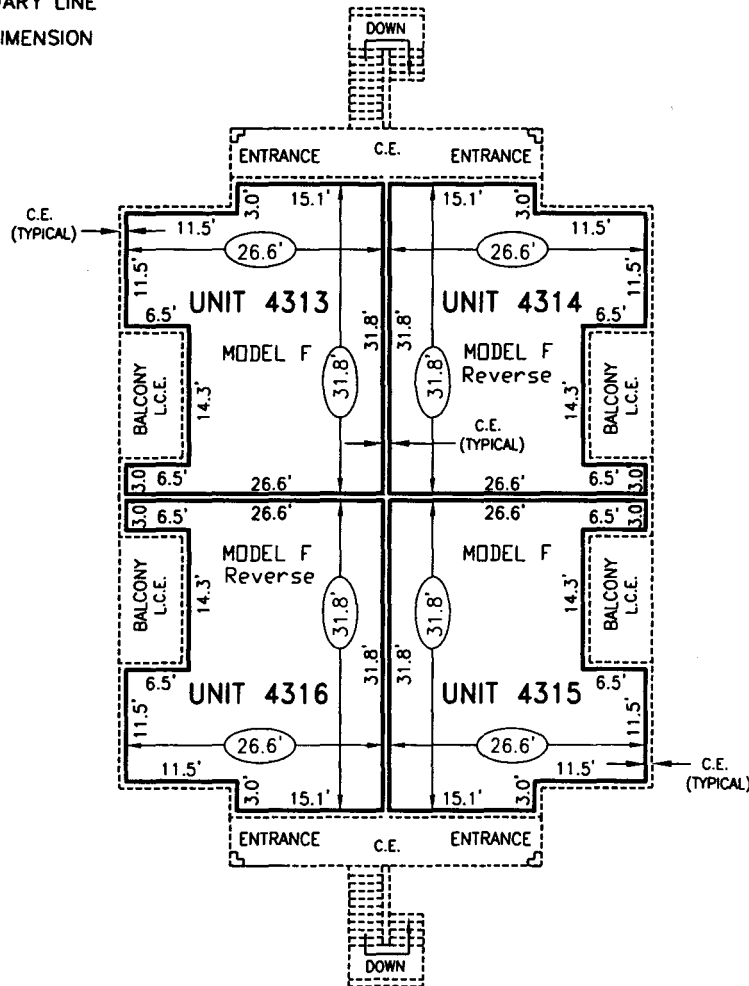 ARY LINE
IMENSION
DOWN
ENTRANCE C.E. ENTRANCE
C.E.
(TYPICAL)
15.1' 15.1'
3.0' 3.0'
11.5' 11.5'
26.6' 26.6'
11.5' 11.5'
UNIT 4313 UNIT 4314
6.5' 6.5'
31.8' 31.8'
MODEL F
MODEL F
Reverse
BALCONY
L.C.E.
14.3'
31.8' 31.8'
14.3'
BALCONY
L.C.E.
C.E.
(TYPICAL)
3.0 6.5' 26.6' 26.6' 6.5' 3.0
3.0 6.5' 26.6' 26.6' 6.5' 3.0
MODEL F
Reverse
MODEL F
BALCONY
L.C.E.
14.3'
31.8' 31.8'
14.3'
BALCONY
L.C.E.
31.8' 31.8'
6.5' 6.5'
UNIT 4316 UNIT 4315
11.5' 11.5'
26.6' 26.6'
11.5' 11.5'
C.E.
(TYPICAL)
3.0' 3.0'
15.1' 15.1'
ENTRANCE C.E. ENTRANCE
DOWN